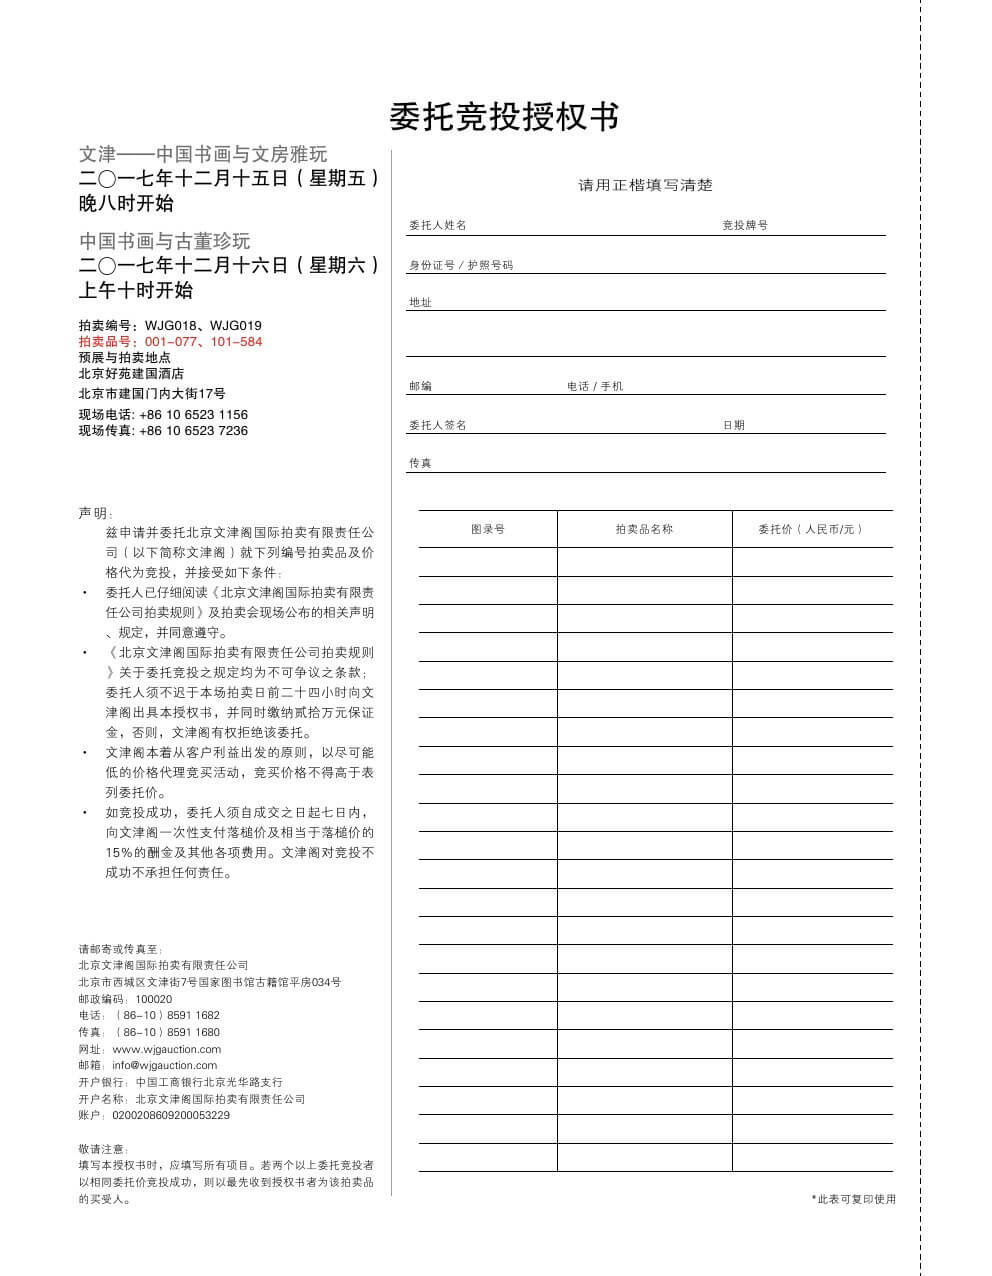 委托竞投授权书
文津——中国书画与文房雅玩
二〇一七年十二月十五日（星期五）
晚八时开始
中国书画与古董珍玩
二〇一七年十二月十六日（星期六）
上午十时开始
拍卖编号：WJG018、WJG019
拍卖品号：001-077、101-584
预展与拍卖地点
北京好苑建国酒店
北京市建国门内大街17号
现场电话: +86 10 6523 1156
现场传真: +86 10 6523 7236
声明：
兹申请并委托北京文津阁国际拍卖有限责任公
司（以下简称文津阁）就下列编号拍卖品及价
格代为竞投，并接受如下条件：
• 委托人已仔细阅读《北京文津阁国际拍卖有限责
任公司拍卖规则》及拍卖会现场公布的相关声明
、规定，并同意遵守。
• 《北京文津阁国际拍卖有限责任公司拍卖规则
》关于委托竞投之规定均为不可争议之条款；
委托人须不迟于本场拍卖日前二十四小时向文
津阁出具本授权书，并同时缴纳贰拾万元保证
金，否则，文津阁有权拒绝该委托。
• 文津阁本着从客户利益出发的原则，以尽可能
低的价格代理竞买活动，竞买价格不得高于表
列委托价。
• 如竞投成功，委托人须自成交之日起七日内，
向文津阁一次性支付落槌价及相当于落槌价的
15%的酬金及其他各项费用。文津阁对竞投不
成功不承担任何责任。
请邮寄或传真至：
北京文津阁国际拍卖有限责任公司
北京市西城区文津街7号国家图书馆古籍馆平房034号
邮政编码：100020
电话：（86-10）8591 1682
传真：（86-10）8591 1680
网址：www.wjgauction.com
邮箱：info@wjgauction.com
开户银行：中国工商银行北京光华路支行
开户名称：北京文津阁国际拍卖有限责任公司
账户：0200208609200053229
敬请注意：
填写本授权书时，应填写所有项目。若两个以上委托竞投者
以相同委托价竞投成功，则以最先收到授权书者为该拍卖品
的买受人。
请用正楷填写清楚
委托人姓名 竞投牌号
身份证号 / 护照号码
地址
邮编 电话 / 手机
委托人签名 日期
传真
图录号 拍卖品名称 委托价（人民币/元）
*此表可复印使用